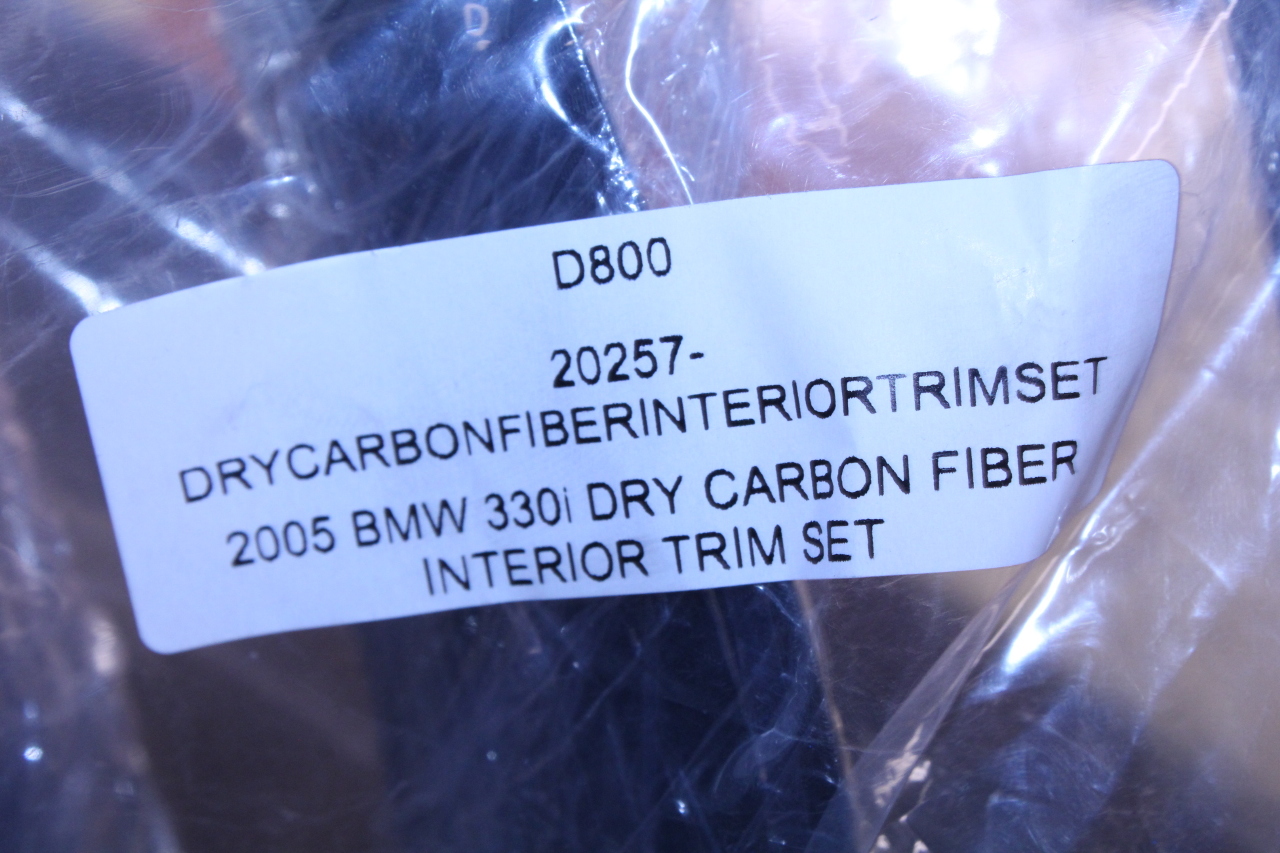 D
D800
20257-
DRYCARBONFIBERINTERIORTRIMSET
2005 BMW 330i DRY CARBON FIBER
INTERIOR TRIM SET